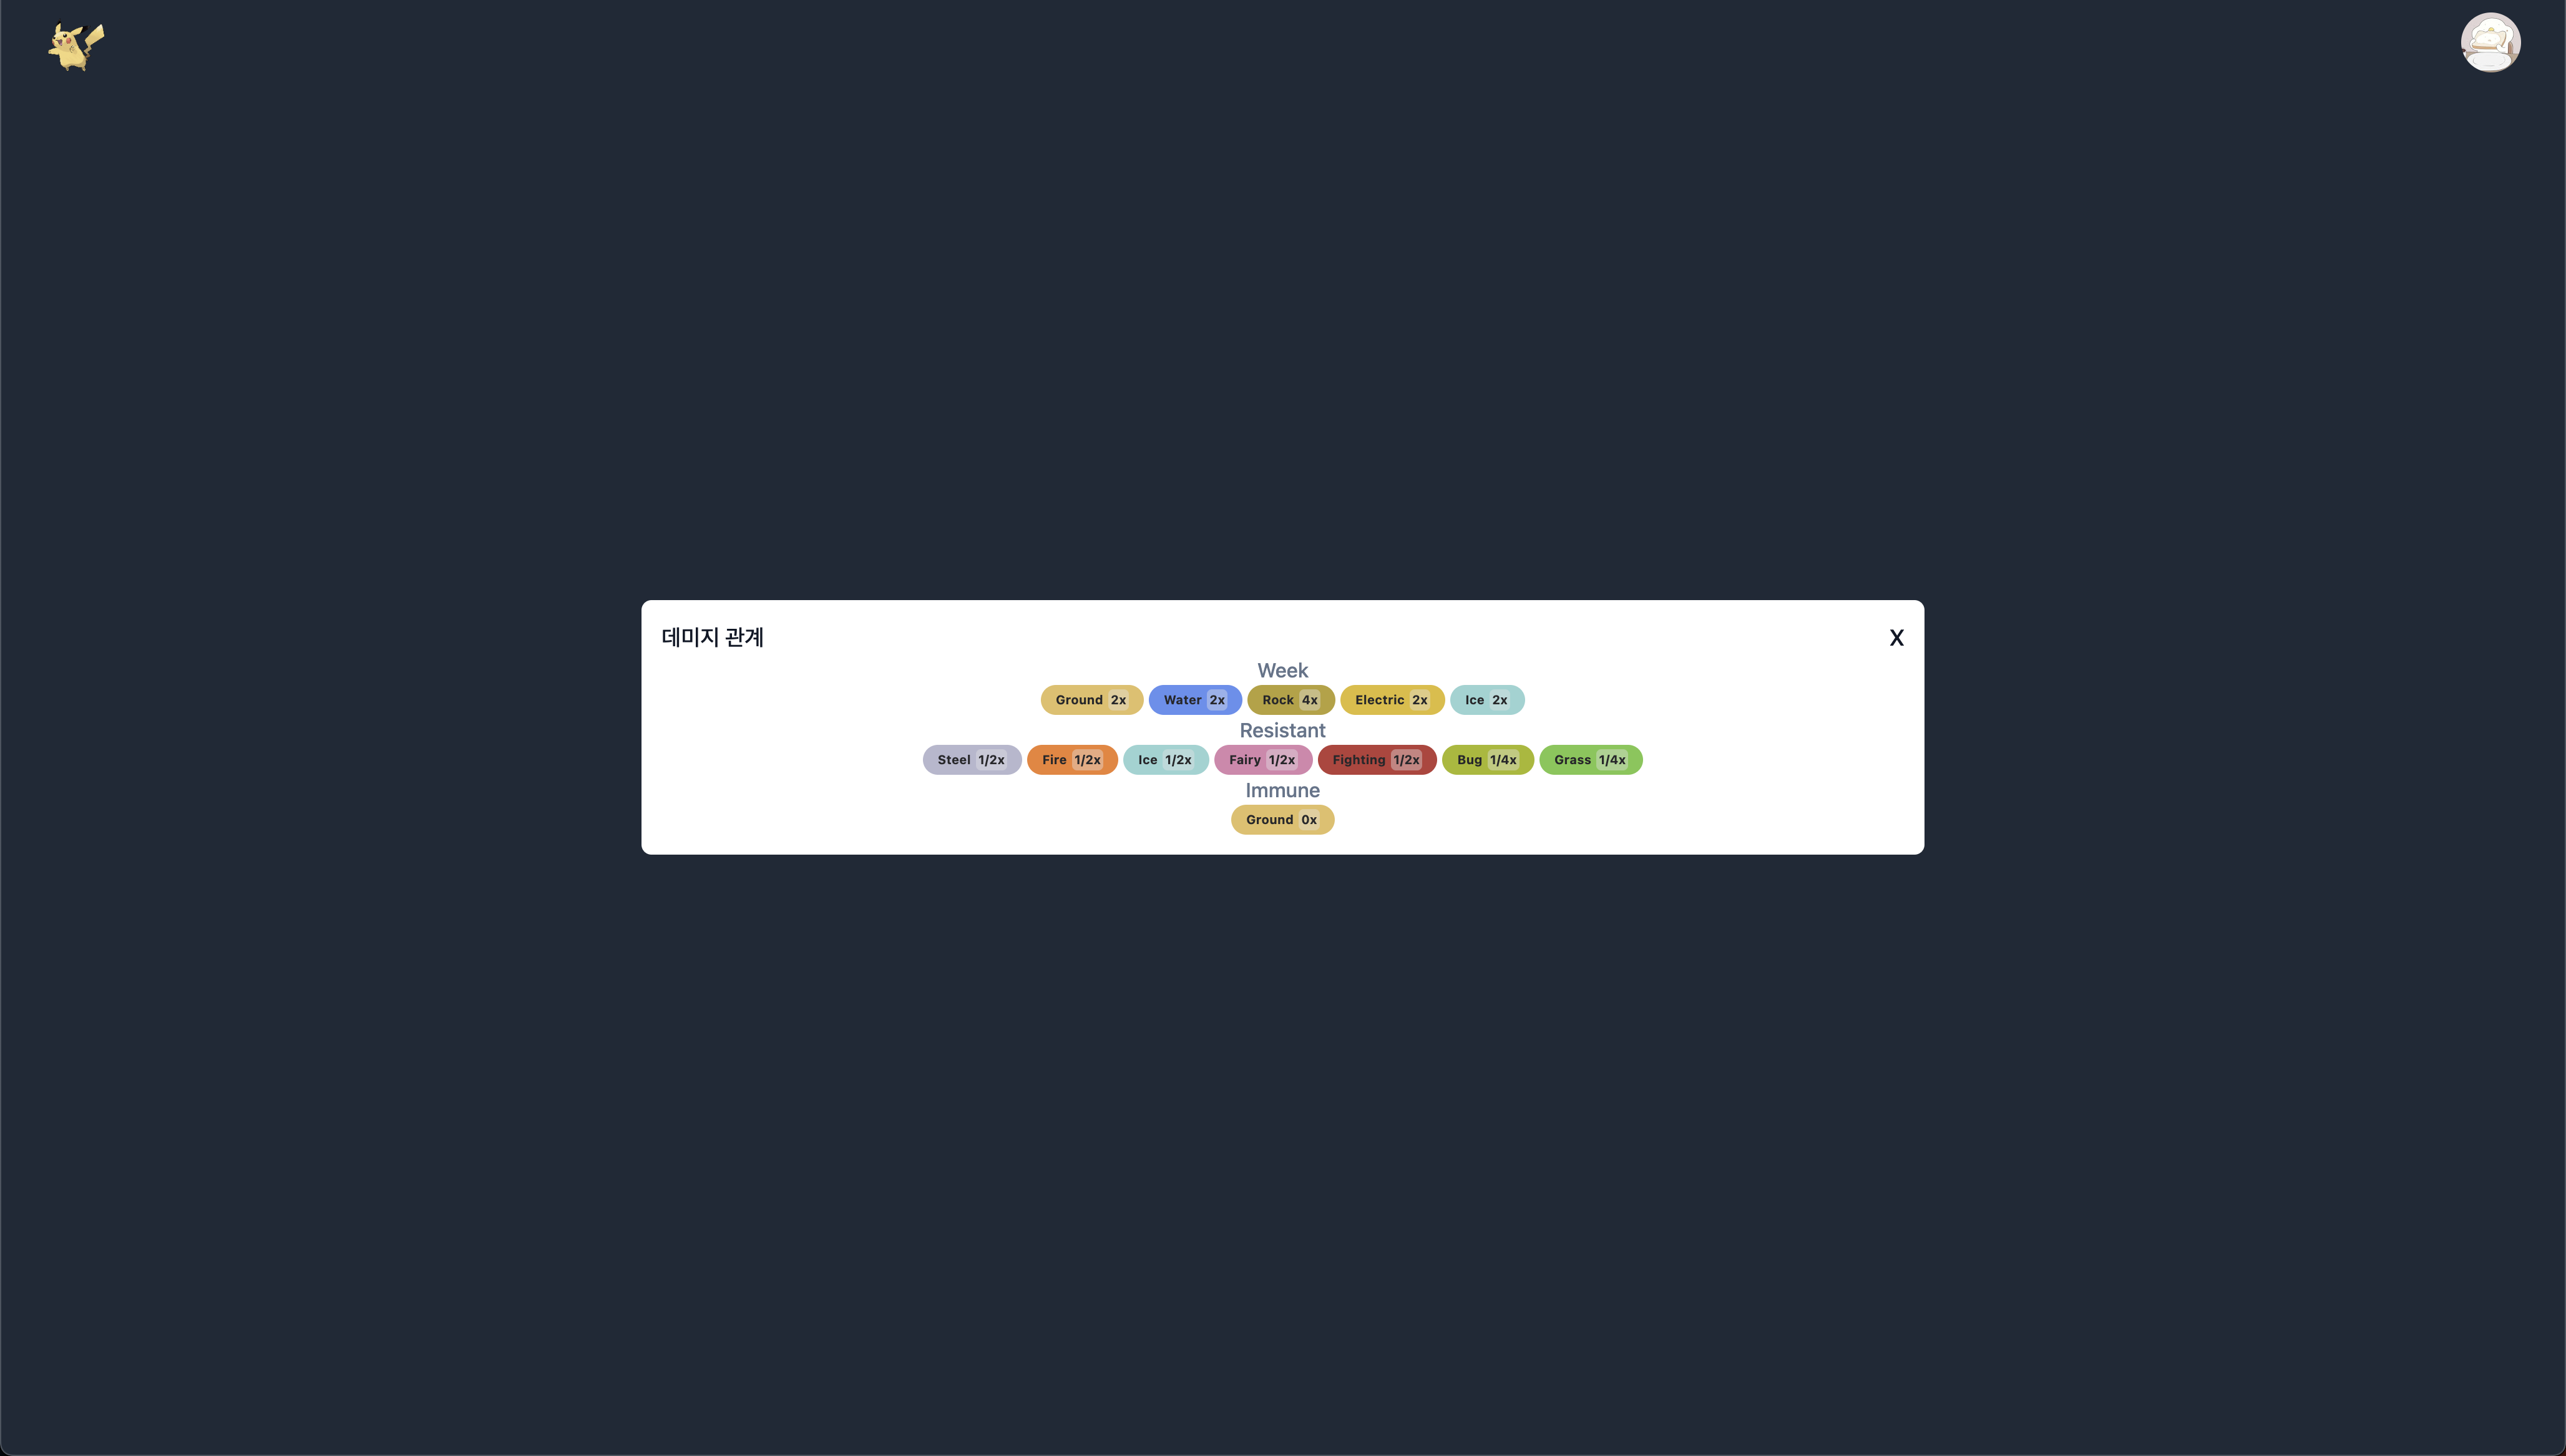 데미지 관계 X
Week
Ground 2x Water 2x Rock 4x Electric 2x Ice 2x
Resistant
Steel 1/2x Fire 1/2x Ice 1/2x Fairy 1/2x Fighting 1/2x Bug 1/4x Grass 1/4x
Immune
Ground 0x